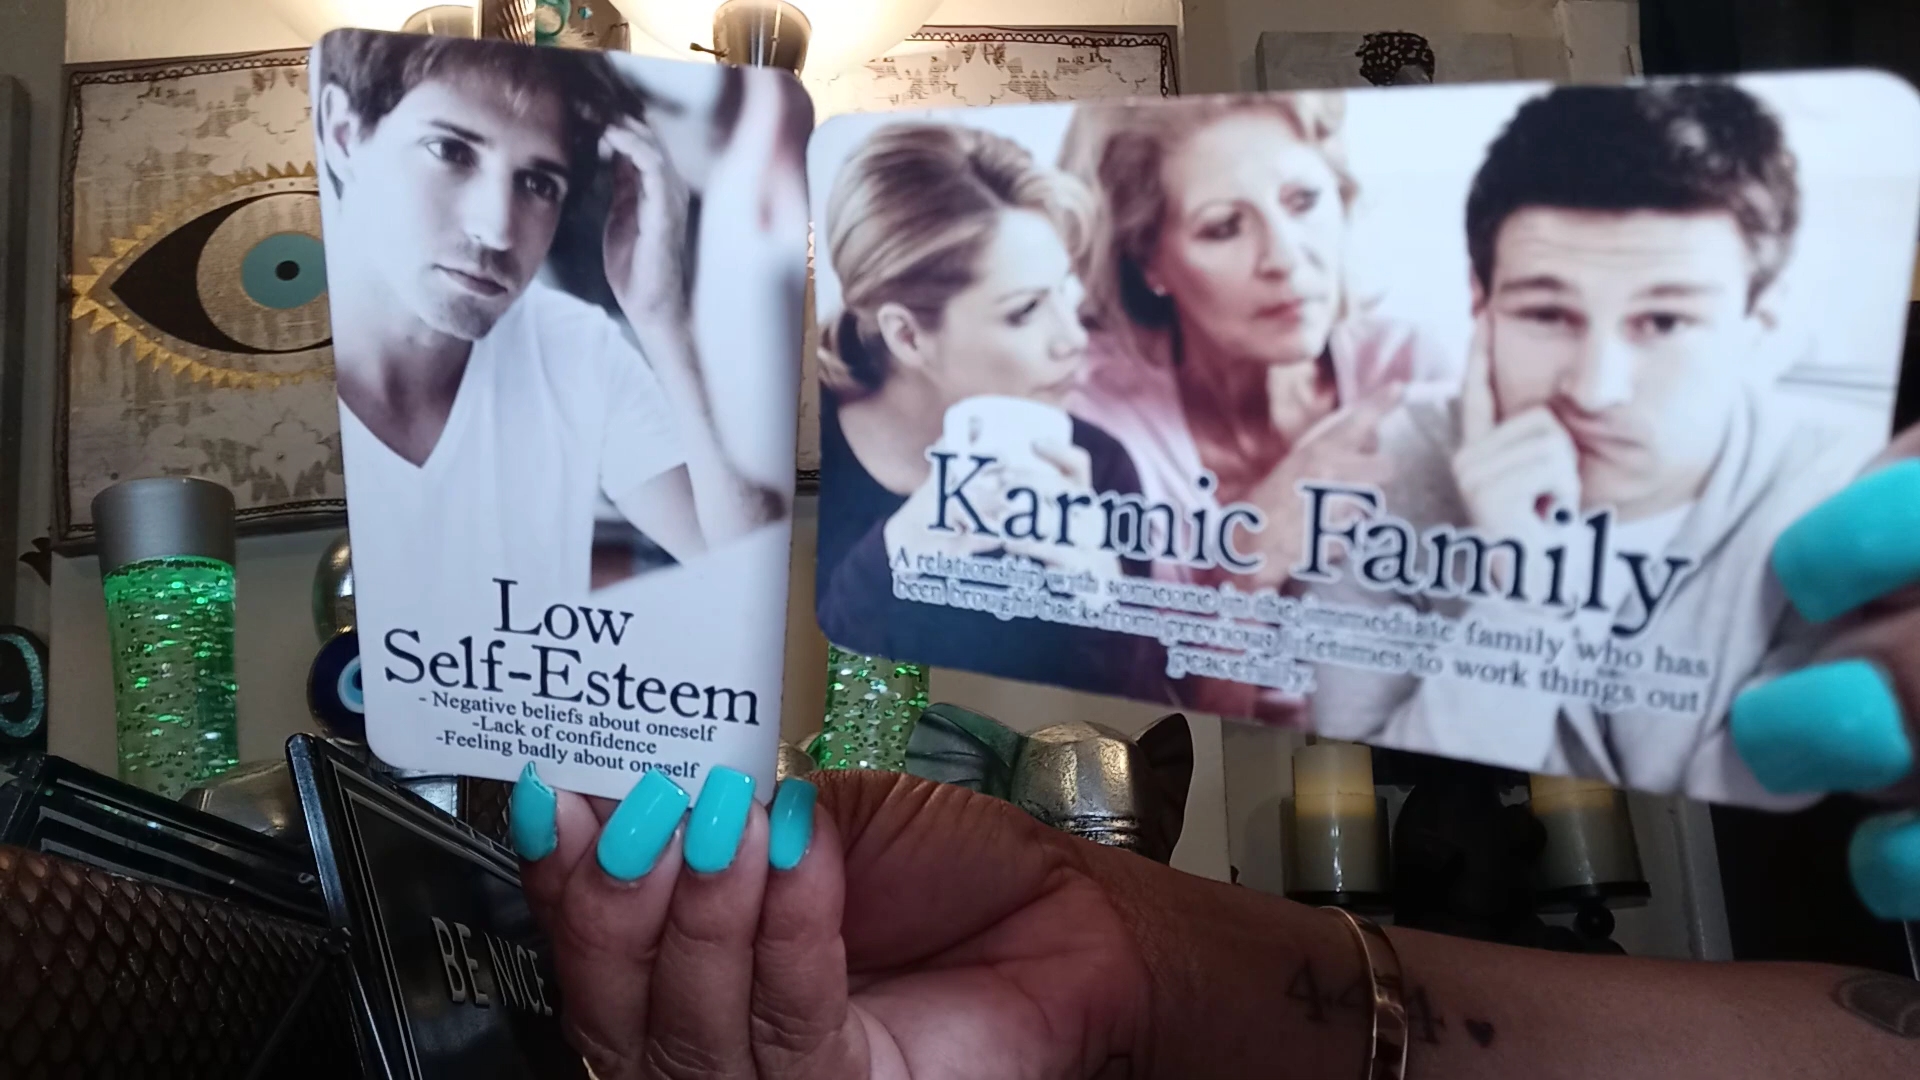 Low
Self-Esteem
- Negative beliefs about oneself
-Lack of confidence
-Feeling badly about oneself
Karmic Family
A relationship with someone in the immediate family who has
been brought back from previous lifetimes to work things out
peacefully.
BE NICE
444